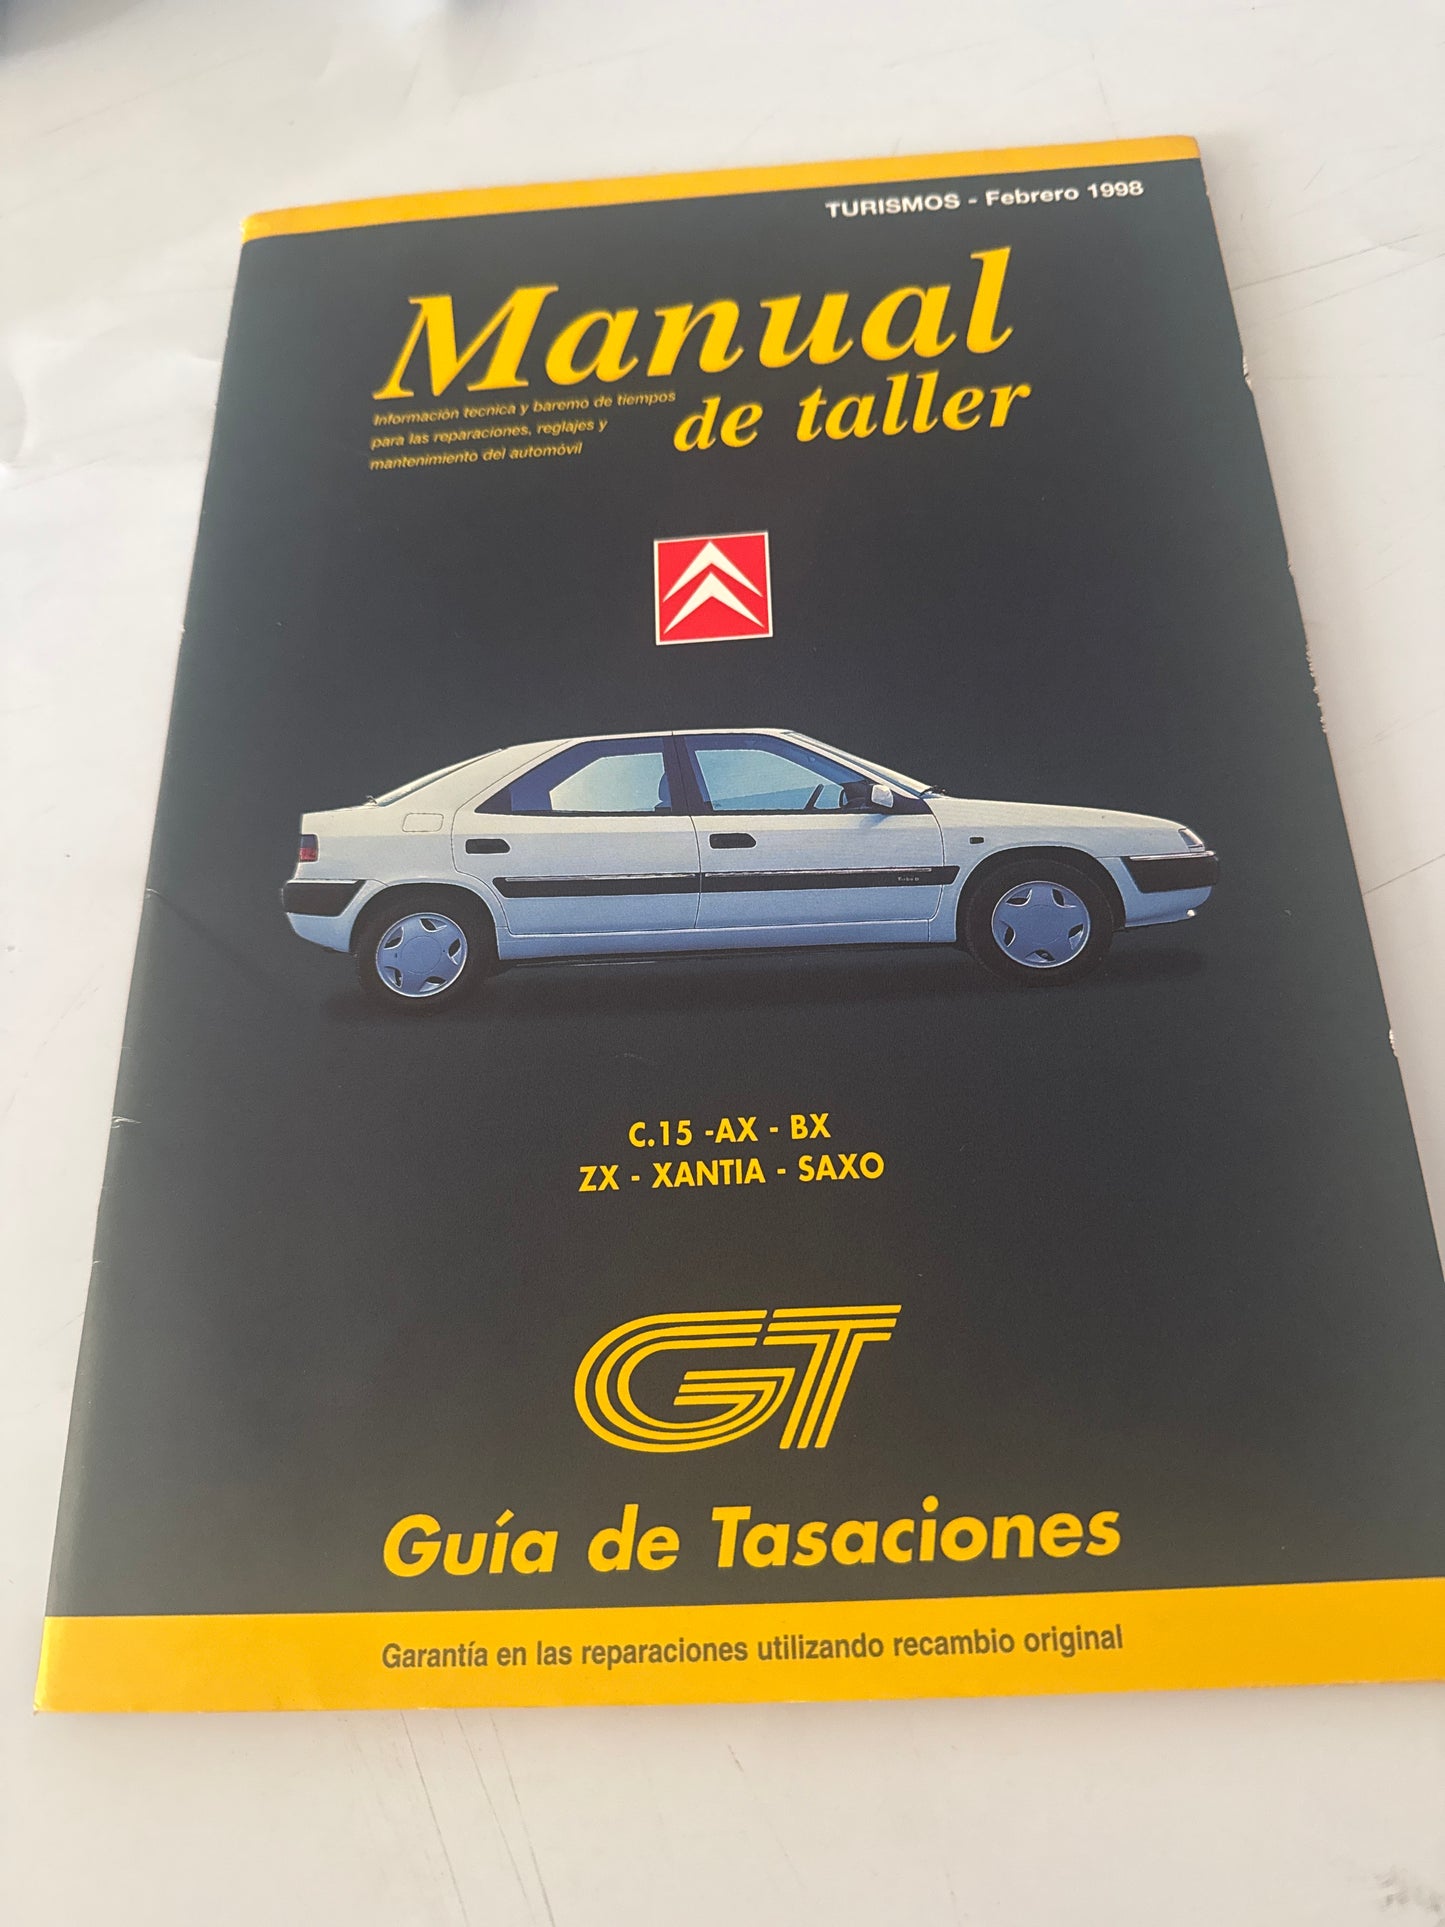 TURISMOS - Febrero 1998
Manual
de taller
Información tecnica y baremo de tiempos
para las reparaciones, reglajes y
mantenimiento del automóvil
Turbo D
C.15 -AX - BX
ZX - XANTIA - SAXO
GT
Guía de Tasaciones
Garantía en las reparaciones utilizando recambio original